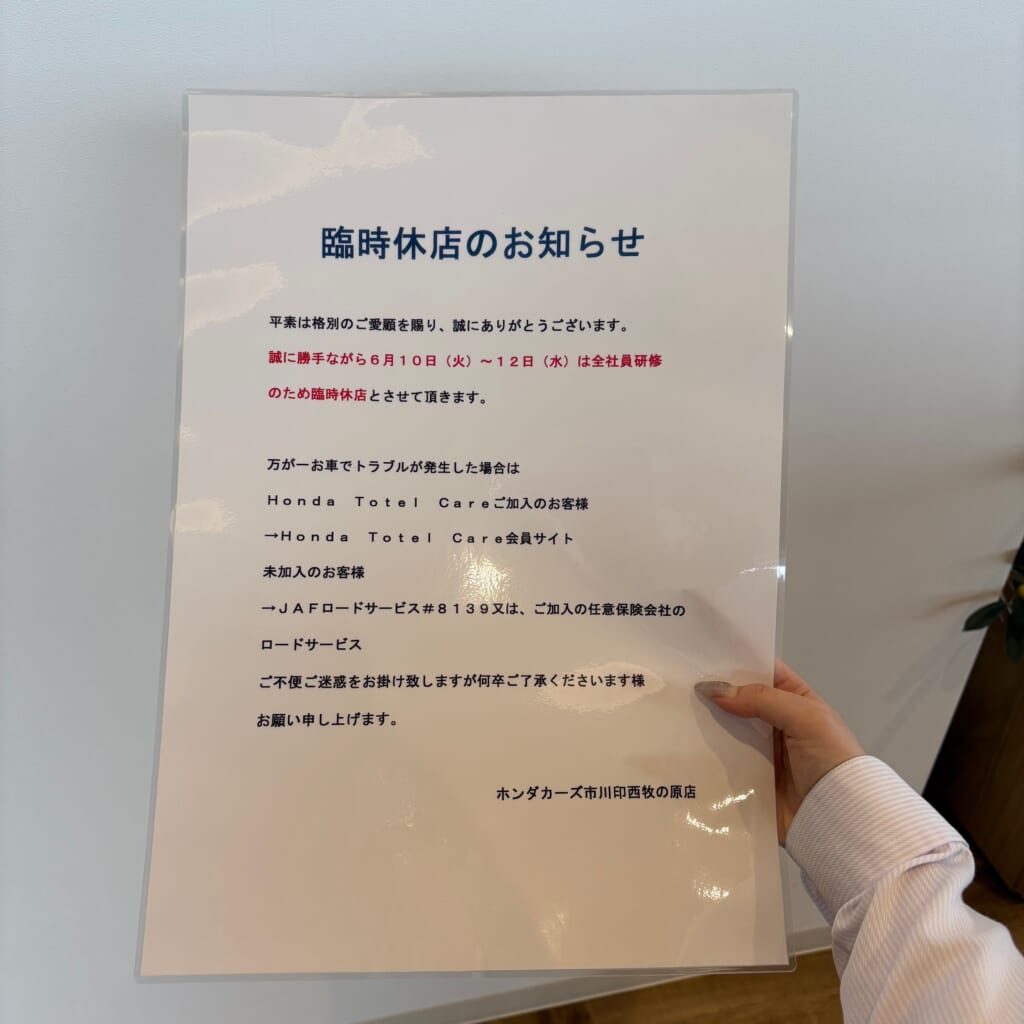 臨時休店のお知らせ
平素は格別のご愛顧を賜り、誠にありがとうございます。
誠に勝手ながら６月１０日（火）～１２日（水）は全社員研修
のため臨時休店とさせて頂きます。
万が一お車でトラブルが発生した場合は
Ｈｏｎｄａ　Ｔｏｔｅｌ　Ｃａｒｅご加入のお客様
→Ｈｏｎｄａ　Ｔｏｔｅｌ　Ｃａｒｅ会員サイト
未加入のお客様
→ＪＡＦロードサービス＃８１３９又は、ご加入の任意保険会社の
ロードサービス
ご不便ご迷惑をお掛け致しますが何卒ご了承くださいます様
お願い申し上げます。
ホンダカーズ市川印西牧の原店